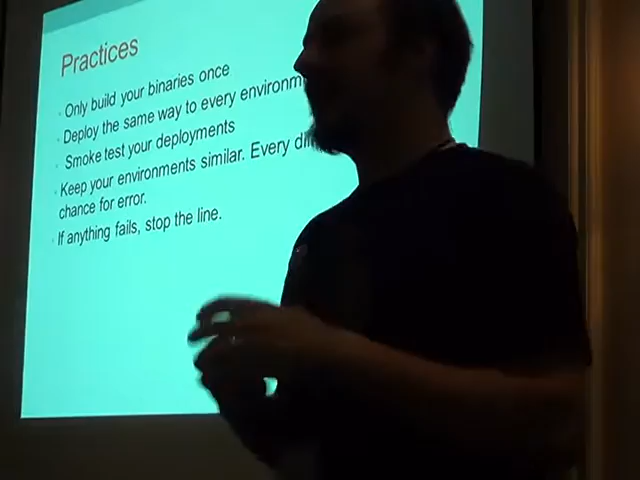 Practices
Only build your binaries once
Deploy the same way to every environm
Smoke test your deployments
Keep your environments similar. Every di
chance for error.
If anything fails, stop the line.